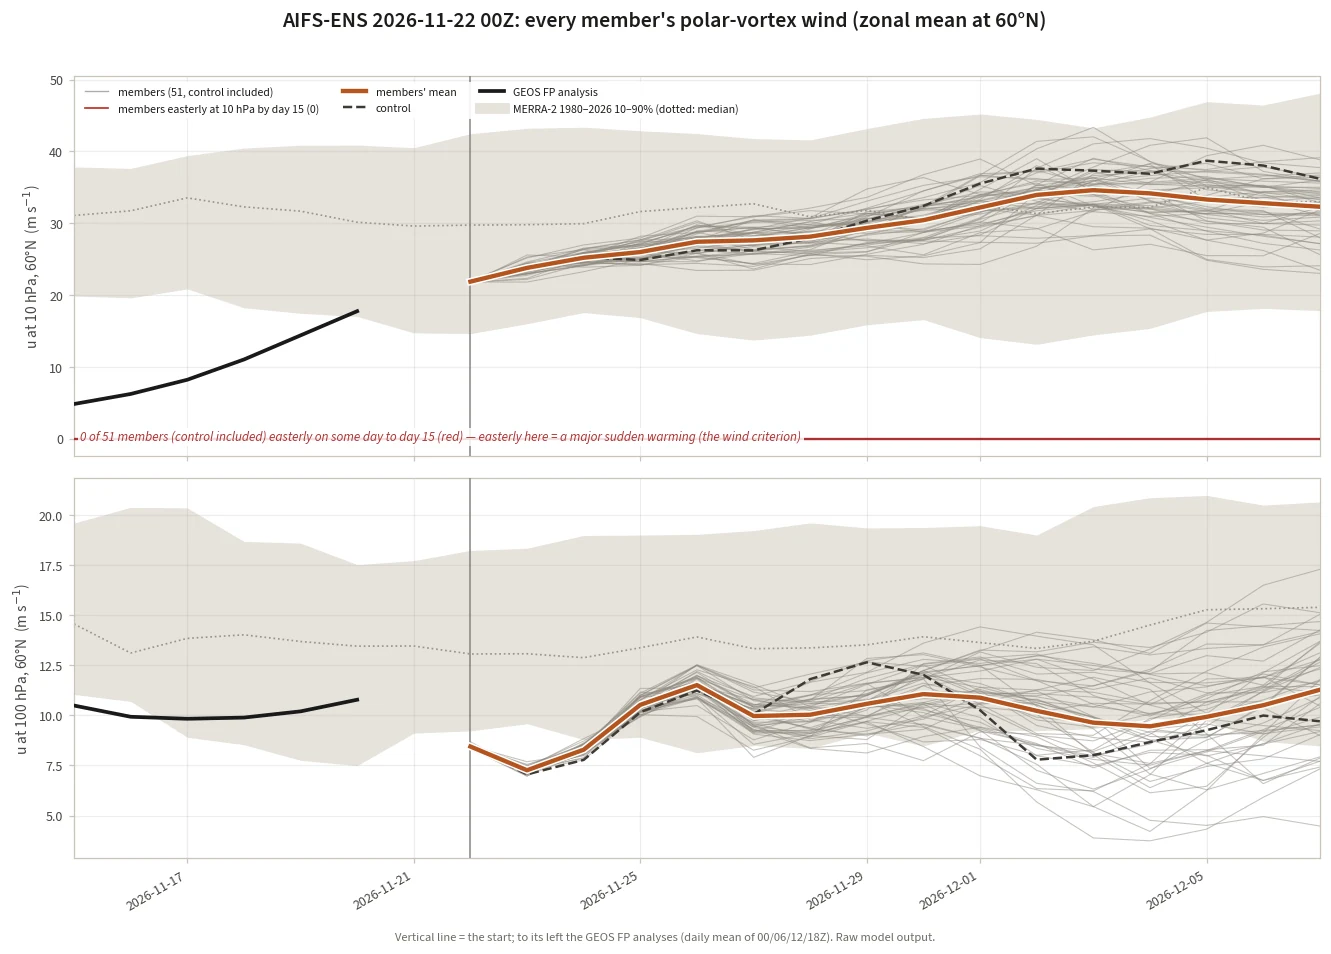 AIFS-ENS 2026-11-22 00Z: every member's polar-vortex wind (zonal mean at 60°N)
members (51, control included)
members easterly at 10 hPa by day 15 (0)
members' mean
control
GEOS FP analysis
MERRA-2 1980–2026 10–90% (dotted: median)
u at 10 hPa, 60°N (m s⁻¹)
50
40
30
20
10
0
0 of 51 members (control included) easterly on some day to day 15 (red) — easterly here = a major sudden warming (the wind criterion)
u at 100 hPa, 60°N (m s⁻¹)
20.0
17.5
15.0
12.5
10.0
7.5
5.0
2026-11-17
2026-11-21
2026-11-25
2026-11-29
2026-12-01
2026-12-05
Vertical line = the start; to its left the GEOS FP analyses (daily mean of 00/06/12/18Z). Raw model output.